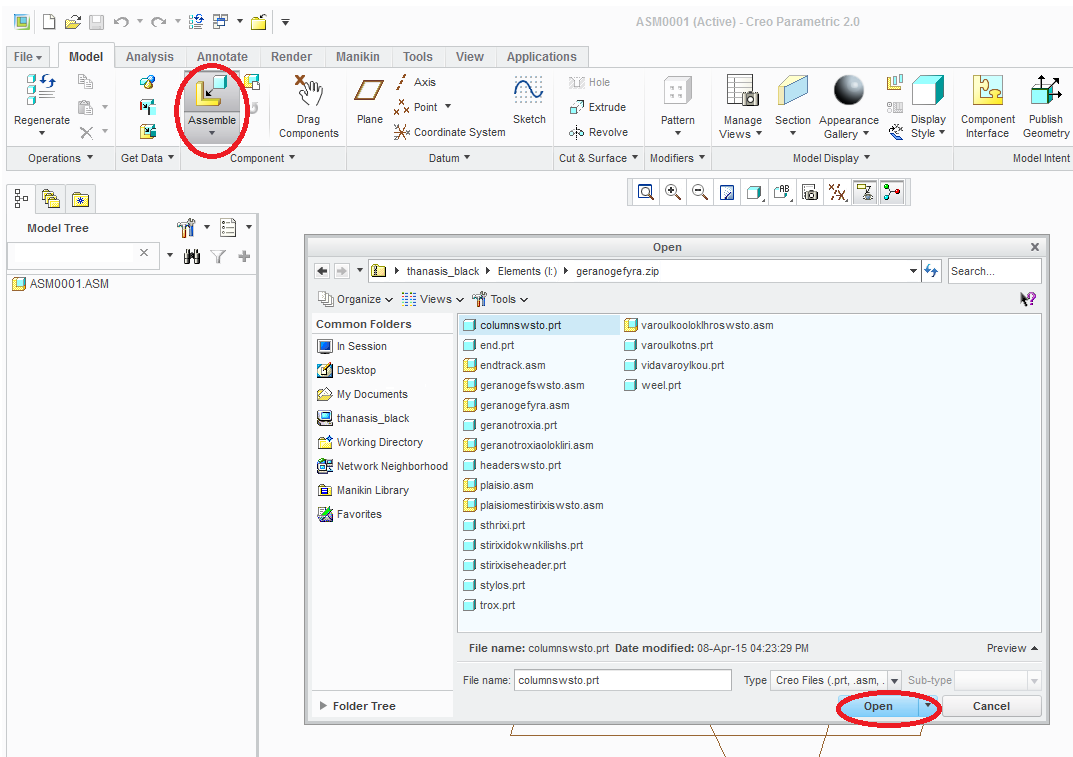 ASM0001 (Active) - Creo Parametric 2.0
File Model Analysis Annotate Render Manikin Tools View Applications
Regenerate
Assemble
Drag
Components
Plane
Axis
Point
Coordinate System
Sketch
Hole
Extrude
Revolve
Pattern
Manage
Views
Section
Appearance
Gallery
Display
Style
Component
Interface
Publish
Geometry
Operations Get Data Component Datum Cut & Surface Modifiers Model Display Model Intent
Model Tree
ASM0001.ASM
Open
thanasis_black Elements (I:) geranogefyra.zip
Search...
Organize Views Tools
Common Folders
In Session
Desktop
My Documents
thanasis_black
Working Directory
Network Neighborhood
Manikin Library
Favorites
Folder Tree
columnswsto.prt
end.prt
endtrack.asm
geranogefswsto.asm
geranogefyra.asm
geranotroxia.prt
geranotroxiaolokliri.asm
headerswsto.prt
plaisio.asm
plaisiomestirixiswsto.asm
sthrixi.prt
stirixidokwnkilishs.prt
stirixiseheader.prt
stylos.prt
trox.prt
varoulkooloklhroswsto.asm
varoulkotns.prt
vidavaroylkou.prt
weel.prt
File name: columnswsto.prt Date modified: 08-Apr-15 04:23:29 PM
Preview
File name: columnswsto.prt
Type Creo Files (.prt, .asm, .
Sub-type
Open
Cancel